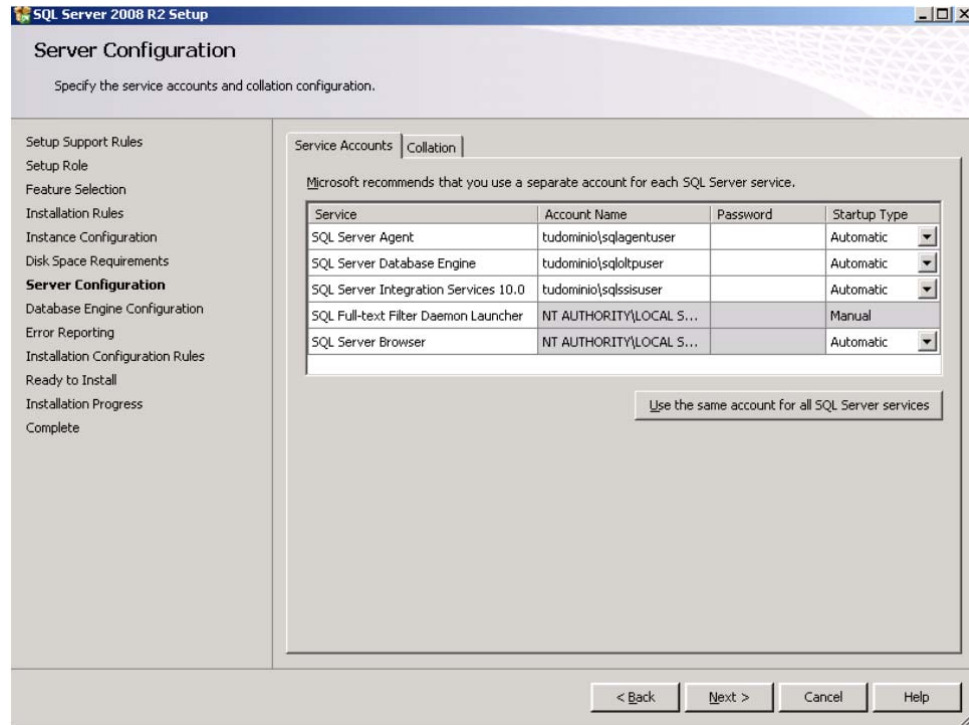 SQL Server 2008 R2 Setup
Server Configuration
Specify the service accounts and collation configuration.
Setup Support Rules
Setup Role
Feature Selection
Installation Rules
Instance Configuration
Disk Space Requirements
Server Configuration
Database Engine Configuration
Error Reporting
Installation Configuration Rules
Ready to Install
Installation Progress
Complete
Service Accounts Collation
Microsoft recommends that you use a separate account for each SQL Server service.
Service Account Name Password Startup Type
SQL Server Agent tudominio\sqlagentuser Automatic
SQL Server Database Engine tudominio\sqloltpuser Automatic
SQL Server Integration Services 10.0 tudominio\sqlssisuser Automatic
SQL Full-text Filter Daemon Launcher NT AUTHORITY\LOCAL S... Manual
SQL Server Browser NT AUTHORITY\LOCAL S... Automatic
Use the same account for all SQL Server services
< Back Next > Cancel Help